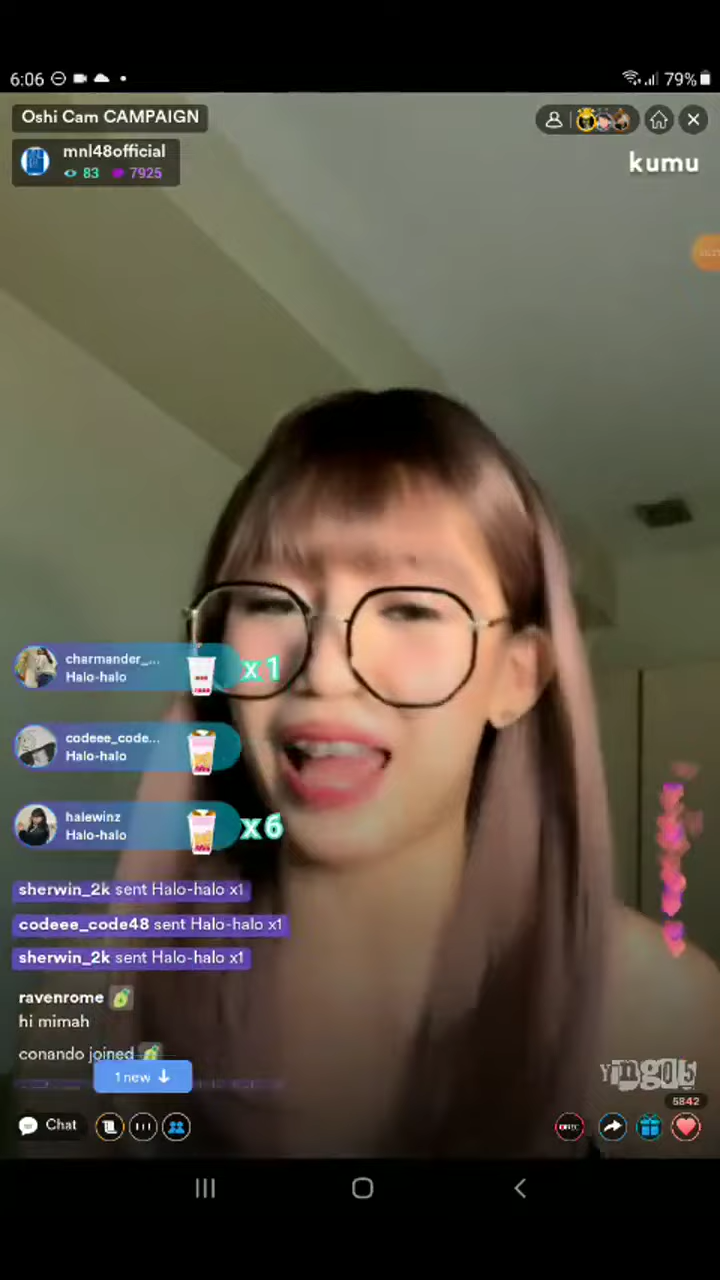 6:06
79%
Oshi Cam CAMPAIGN
mnl48official
83 7925
kumu
charmander_...
Halo-halo
x1
codeee_code...
Halo-halo
halewinz
Halo-halo
x6
sherwin_2k sent Halo-halo x1
codeee_code48 sent Halo-halo x1
sherwin_2k sent Halo-halo x1
ravenrome
hi mimah
conando joined
1 new
Yng05
5842
Chat